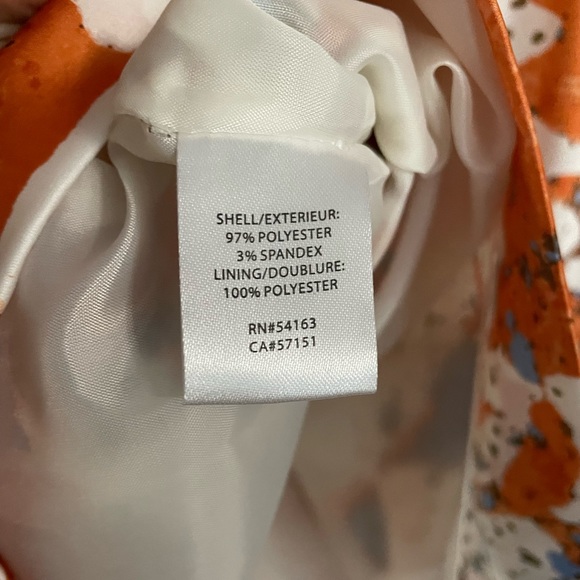 SHELL/EXTERIEUR:
97% POLYESTER
3% SPANDEX
LINING/DOUBLURE:
100% POLYESTER
RN#54163
CA#57151